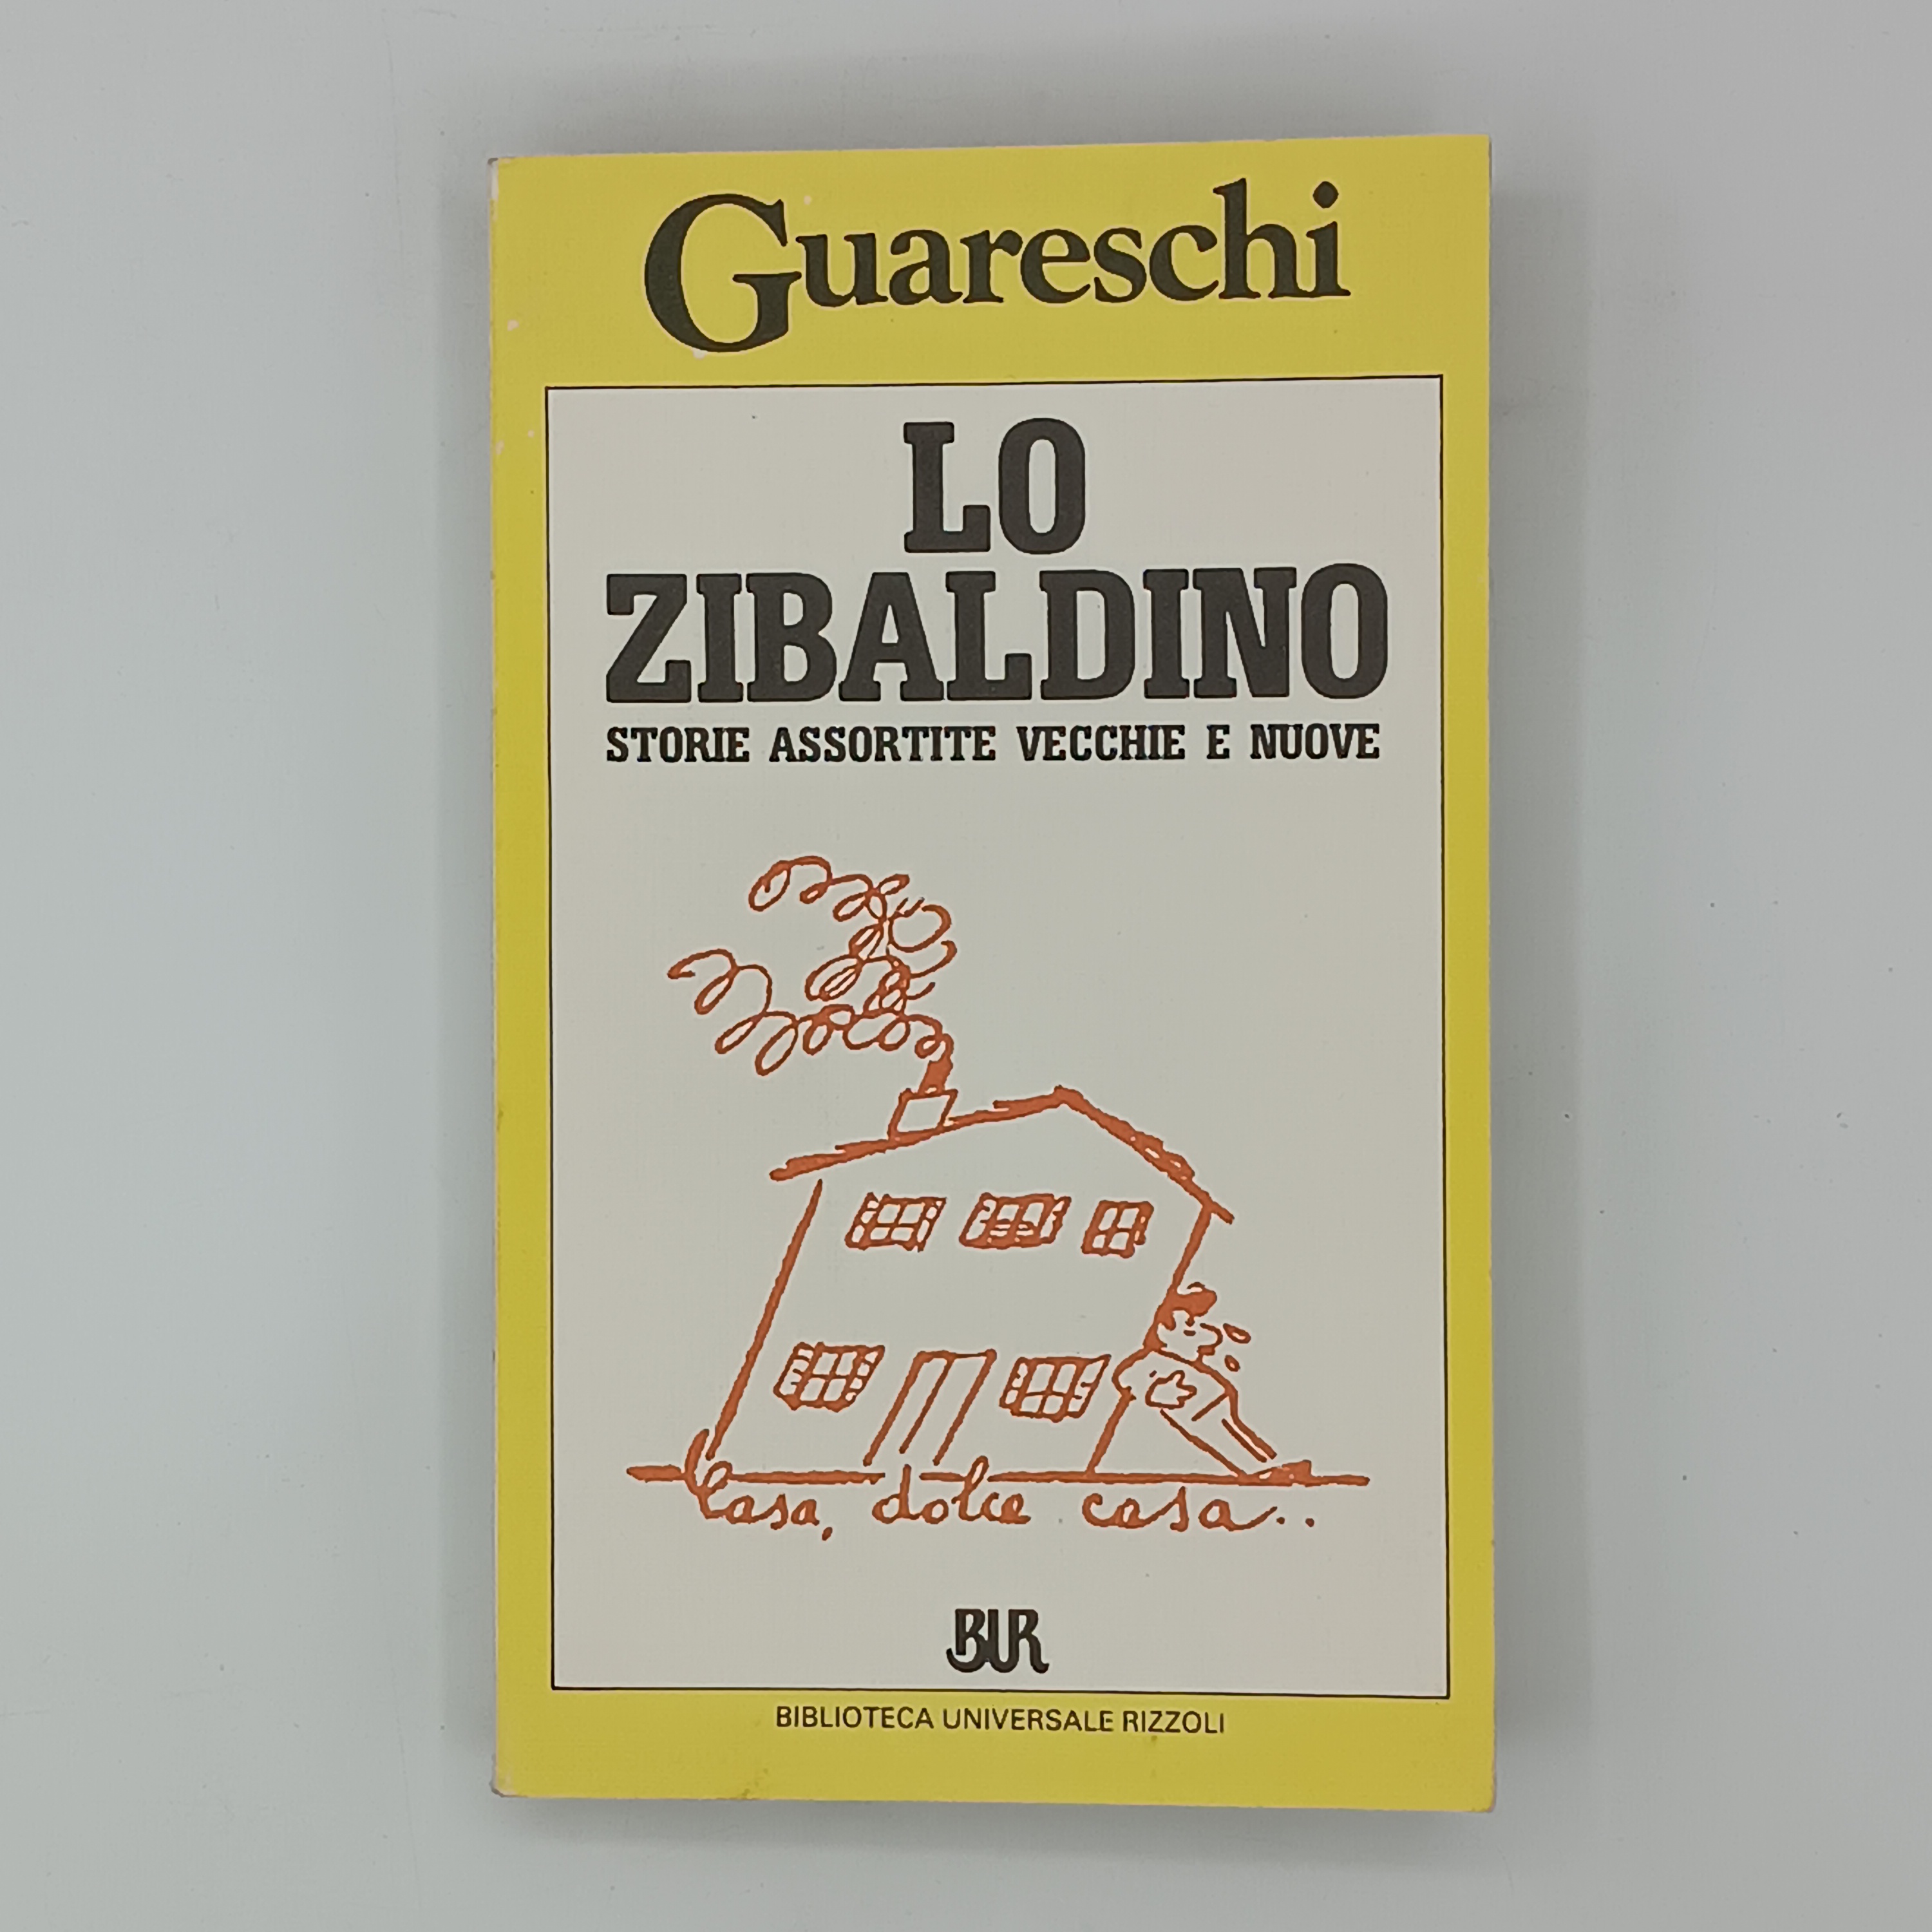 Guareschi
LO
ZIBALDINO
STORIE ASSORTITE VECCHIE E NUOVE
Casa, dolce casa..
BUR
BIBLIOTECA UNIVERSALE RIZZOLI